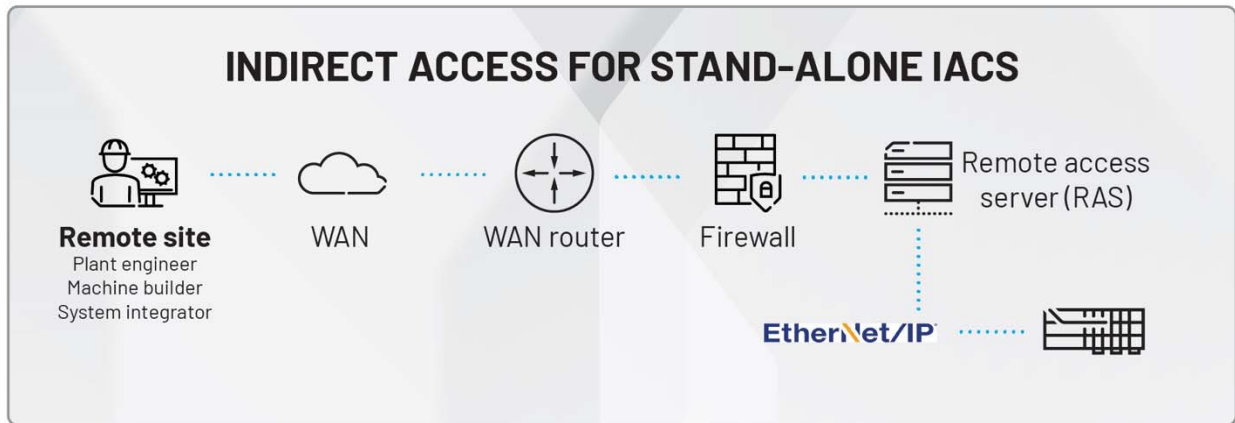 INDIRECT ACCESS FOR STAND-ALONE IACS
Remote access
server (RAS)
Remote site
WAN
WAN router
Firewall
Plant engineer
Machine builder
System integrator
EtherNet/IP